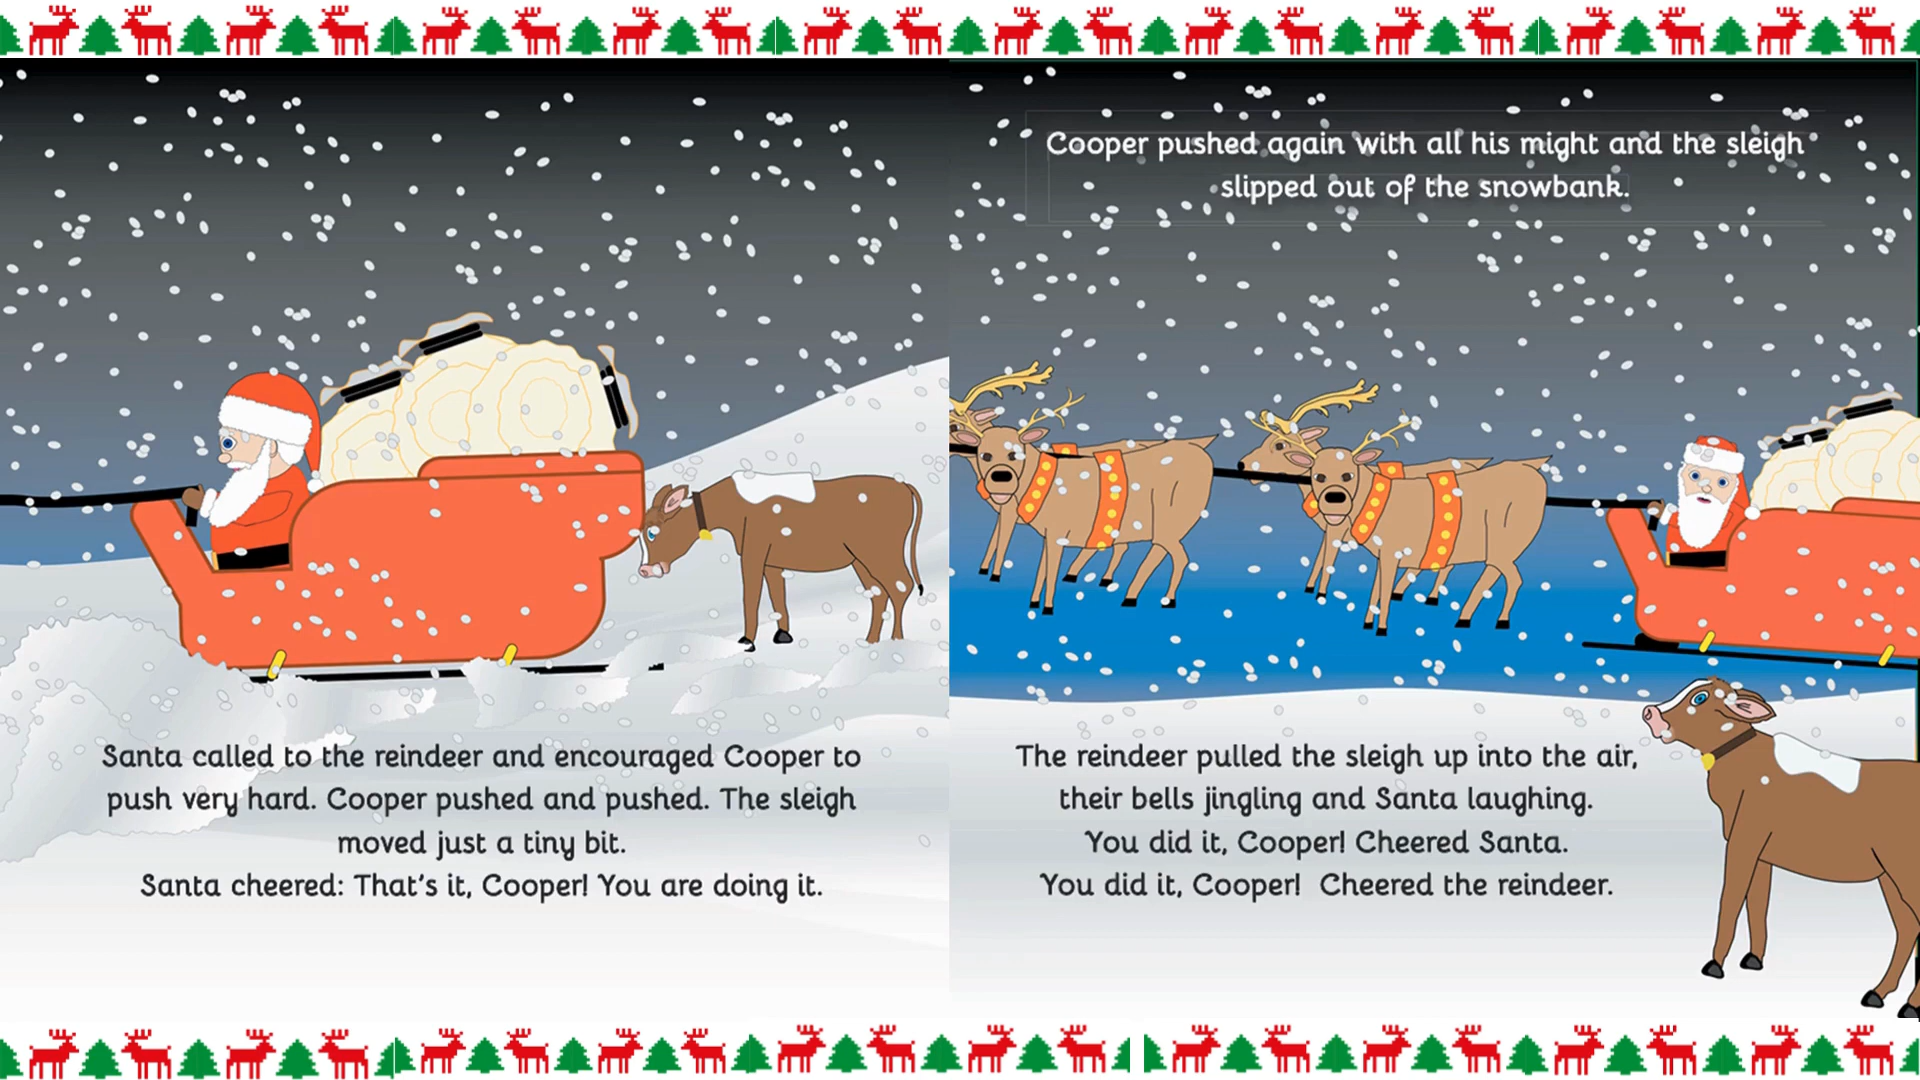 Santa called to the reindeer and encouraged Cooper to
push very hard. Cooper pushed and pushed. The sleigh
moved just a tiny bit.
Santa cheered: That's it, Cooper! You are doing it.
Cooper pushed again with all his might and the sleigh
slipped out of the snowbank.
The reindeer pulled the sleigh up into the air,
their bells jingling and Santa laughing.
You did it, Cooper! Cheered Santa.
You did it, Cooper!  Cheered the reindeer.